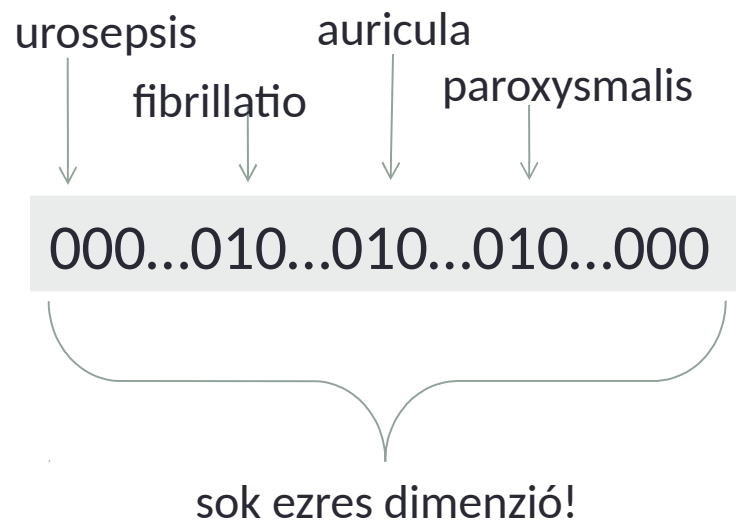 urosepsis
auricula
fibrillatio
paroxysmalis
000...010...010...010...000
sok ezres dimenzió!